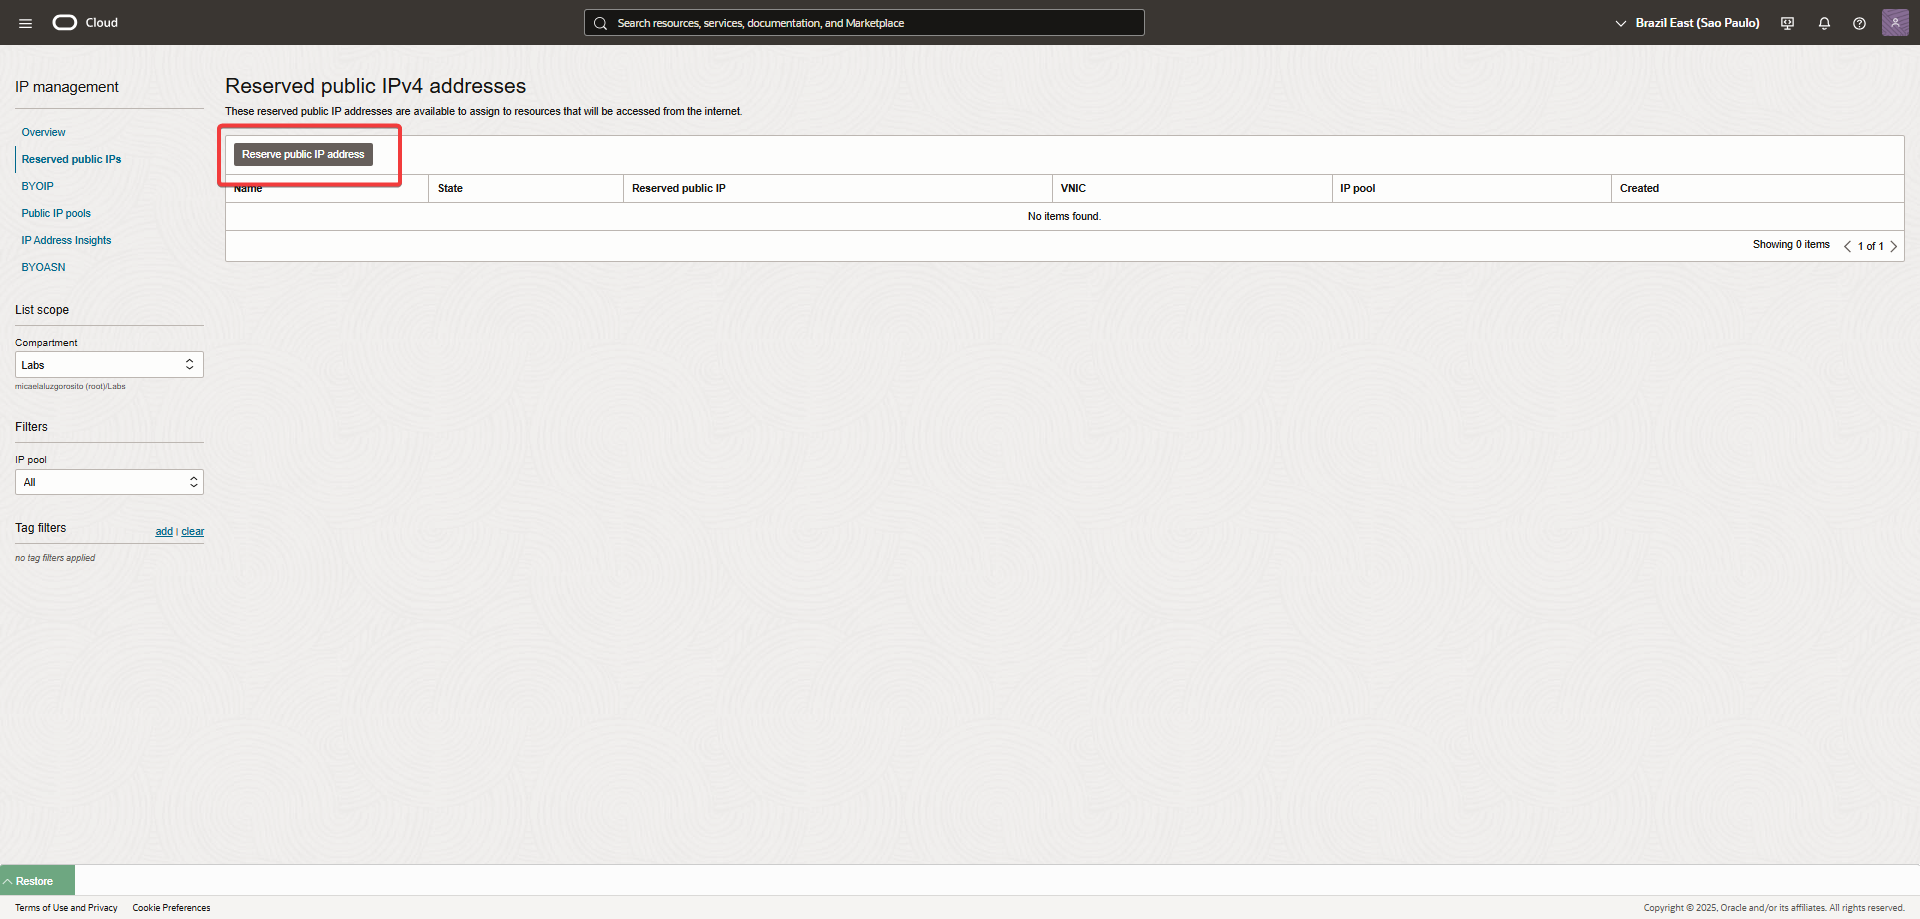 Cloud
Search resources, services, documentation, and Marketplace
Brazil East (Sao Paulo)
IP management
Overview
Reserved public IPs
BYOIP
Public IP pools
IP Address Insights
BYOASN
List scope
Compartment
Labs
micaelaluzgorosito (root)/Labs
Filters
IP pool
All
Tag filters
add | clear
no tag filters applied
Reserved public IPv4 addresses
These reserved public IP addresses are available to assign to resources that will be accessed from the internet.
Reserve public IP address
Name State Reserved public IP VNIC IP pool Created
No items found.
Showing 0 items 1 of 1
Restore
Terms of Use and Privacy Cookie Preferences
Copyright © 2025, Oracle and/or its affiliates. All rights reserved.